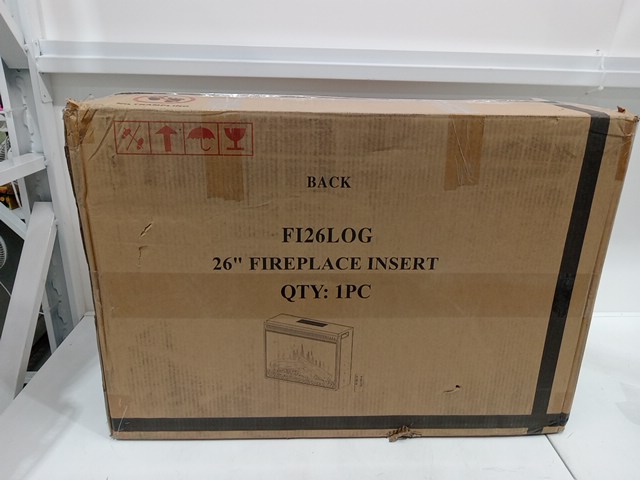 BACK
FI26LOG
26" FIREPLACE INSERT
QTY: 1PC